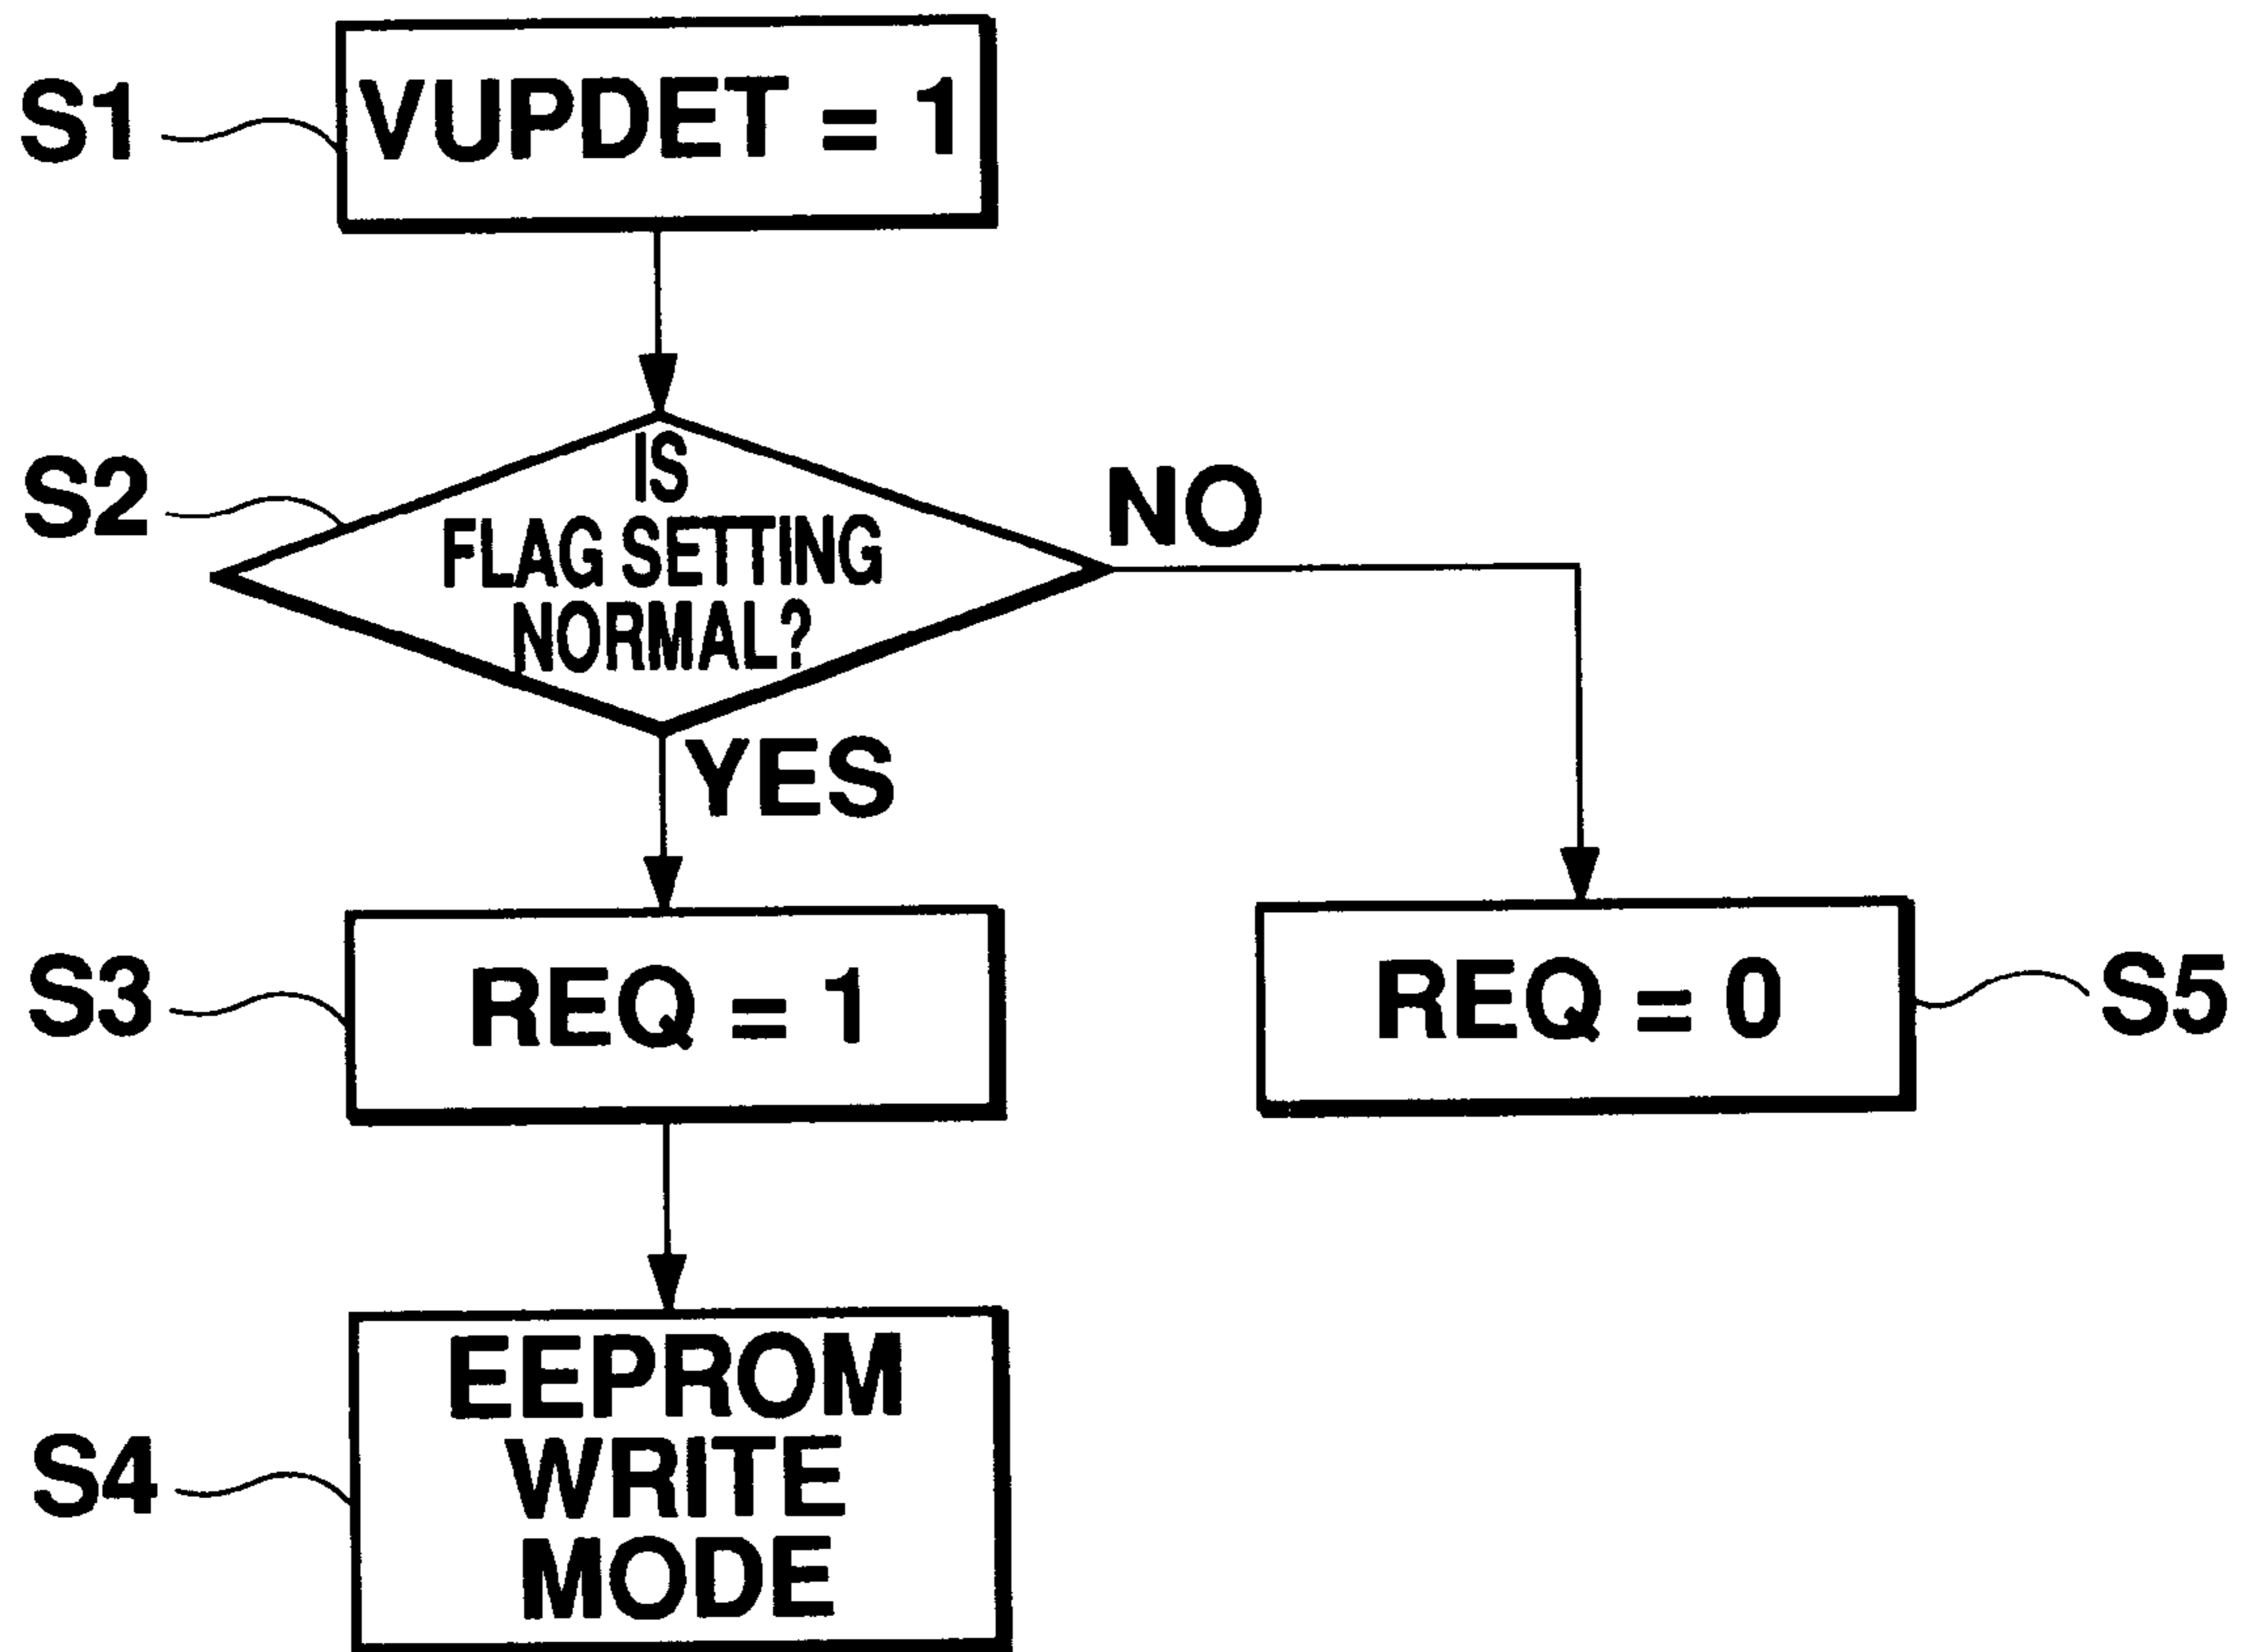 S1
VUPDET = 1
S2
IS
FLAG SETTING
NORMAL?
NO
YES
S3
REQ = 1
REQ = 0
S5
S4
EEPROM
WRITE
MODE